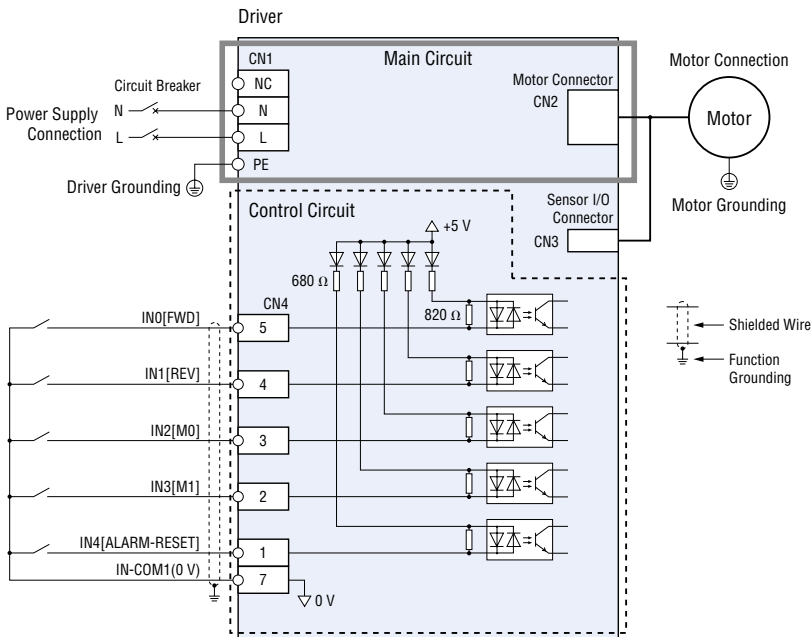 Driver
CN1
Main Circuit
Motor Connection
NC
Motor Connector
Circuit Breaker
CN2
Power Supply
Connection
N
N
L
L
Motor
PE
Driver Grounding
Motor Grounding
Control Circuit
Sensor I/O
Connector
+5 V
CN3
680 Ω
CN4
820 Ω
IN0[FWD]
5
Shielded Wire
Function
Grounding
IN1[REV]
4
IN2[M0]
3
IN3[M1]
2
IN4[ALARM-RESET]
1
IN-COM1(0 V)
7
0 V